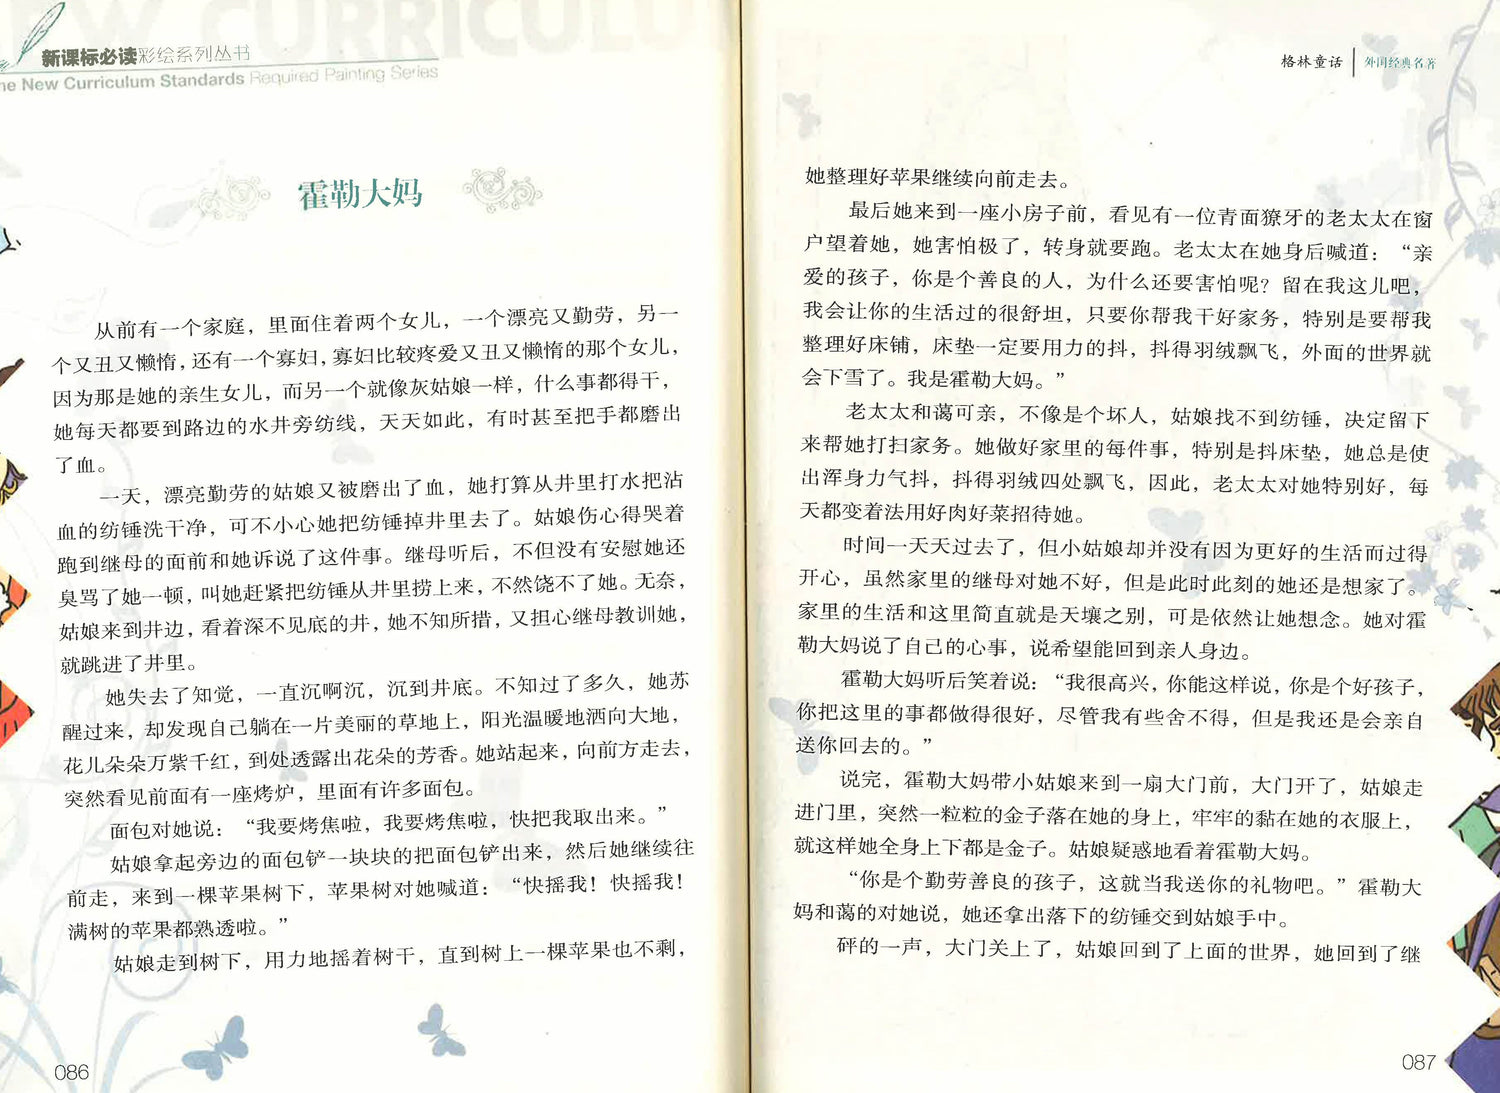 NEW CURRICULU
新课标必读彩绘系列丛书
he New Curriculum Standards Required Painting Series
霍勒大妈
从前有一个家庭，里面住着两个女儿，一个漂亮又勤劳，另一
个又丑又懒惰，还有一个寡妇，寡妇比较疼爱又丑又懒惰的那个女儿，
因为那是她的亲生女儿，而另一个就像灰姑娘一样，什么事都得干，
她每天都要到路边的水井旁纺线，天天如此，有时甚至把手都磨出
了血。
一天，漂亮勤劳的姑娘又被磨出了血，她打算从井里打水把沾
血的纺锤洗干净，可不小心她把纺锤掉井里去了。姑娘伤心得哭着
跑到继母的面前和她诉说了这件事。继母听后，不但没有安慰她还
臭骂了她一顿，叫她赶紧把纺锤从井里捞上来，不然饶不了她。无奈，
姑娘来到井边，看着深不见底的井，她不知所措，又担心继母教训她，
就跳进了井里。
她失去了知觉，一直沉啊沉，沉到井底。不知过了多久，她苏
醒过来，却发现自己躺在一片美丽的草地上，阳光温暖地洒向大地，
花儿朵朵万紫千红，到处透露出花朵的芳香。她站起来，向前方走去，
突然看见前面有一座烤炉，里面有许多面包。
面包对她说：“我要烤焦啦，我要烤焦啦，快把我取出来。”
姑娘拿起旁边的面包铲一块块的把面包铲出来，然后她继续往
前走，来到一棵苹果树下，苹果树对她喊道：“快摇我！快摇我！
满树的苹果都熟透啦。”
姑娘走到树下，用力地摇着树干，直到树上一棵苹果也不剩，
086
格林童话 | 外国经典名著
她整理好苹果继续向前走去。
最后她来到一座小房子前，看见有一位青面獠牙的老太太在窗
户望着她，她害怕极了，转身就要跑。老太太在她身后喊道：“亲
爱的孩子，你是个善良的人，为什么还要害怕呢？留在我这儿吧，
我会让你的生活过的很舒坦，只要你帮我干好家务，特别是要帮我
整理好床铺，床垫一定要用力的抖，抖得羽绒飘飞，外面的世界就
会下雪了。我是霍勒大妈。”
老太太和蔼可亲，不像是个坏人，姑娘找不到纺锤，决定留下
来帮她打扫家务。她做好家里的每件事，特别是抖床垫，她总是使
出浑身力气抖，抖得羽绒四处飘飞，因此，老太太对她特别好，每
天都变着法用好肉好菜招待她。
时间一天天过去了，但小姑娘却并没有因为更好的生活而过得
开心，虽然家里的继母对她不好，但是此时此刻的她还是想家了。
家里的生活和这里简直就是天壤之别，可是依然让她想念。她对霍
勒大妈说了自己的心事，说希望能回到亲人身边。
霍勒大妈听后笑着说：“我很高兴，你能这样说，你是个好孩子，
你把这里的事都做得很好，尽管我有些舍不得，但是我还是会亲自
送你回去的。”
说完，霍勒大妈带小姑娘来到一扇大门前，大门开了，姑娘走
进门里，突然一粒粒的金子落在她的身上，牢牢的黏在她的衣服上，
就这样她全身上下都是金子。姑娘疑惑地看着霍勒大妈。
“你是个勤劳善良的孩子，这就当我送你的礼物吧。”霍勒大
妈和蔼的对她说，她还拿出落下的纺锤交到姑娘手中。
砰的一声，大门关上了，姑娘回到了上面的世界，她回到了继
087